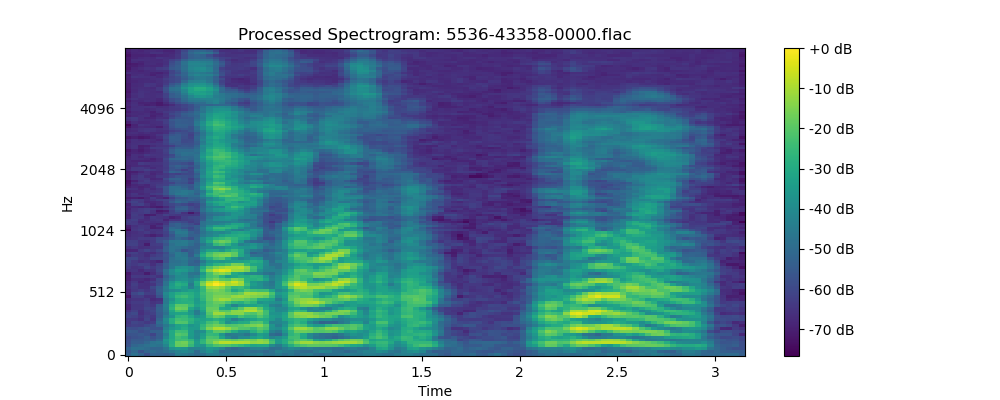 Processed Spectrogram: 5536-43358-0000.flac
+0 dB
-10 dB
-20 dB
-30 dB
-40 dB
-50 dB
-60 dB
-70 dB
Hz
4096
2048
1024
512
0
0 0.5 1 1.5 2 2.5 3
Time